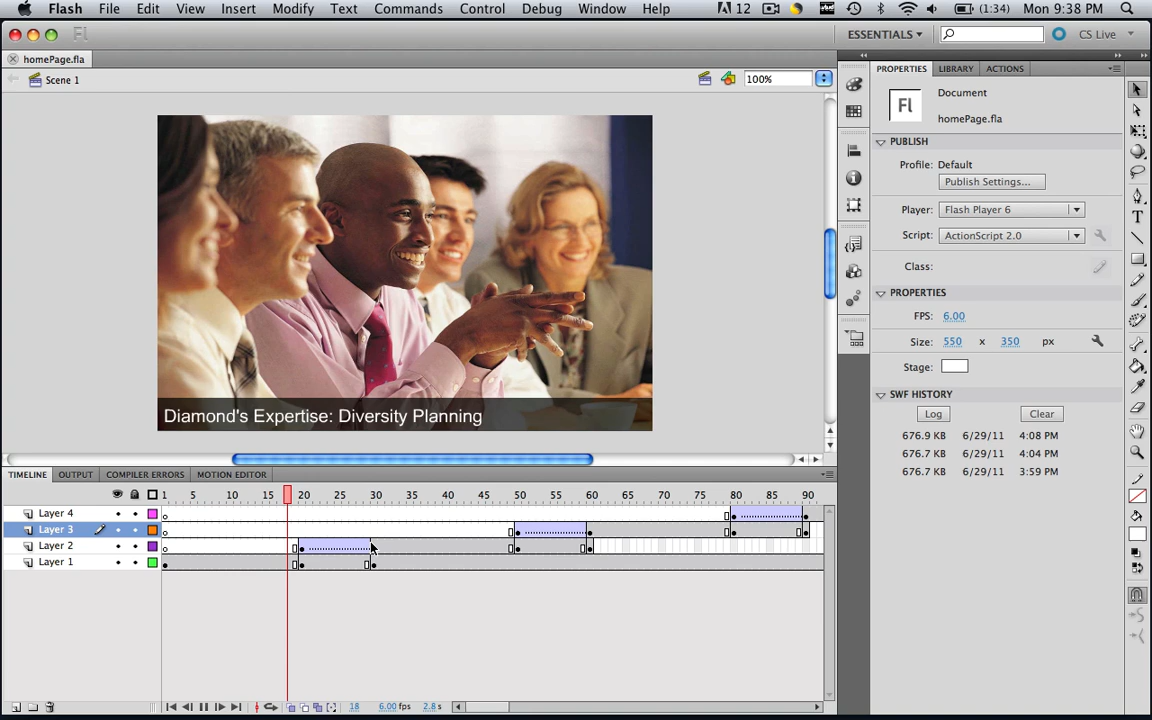 Flash File Edit View Insert Modify Text Commands Control Debug Window Help 12 (1:34) Mon 9:38 PM
Fl ESSENTIALS CS Live
homePage.fla
Scene 1 100%
Diamond's Expertise: Diversity Planning
PROPERTIES LIBRARY ACTIONS
Fl Document
homePage.fla
PUBLISH
Profile: Default
Publish Settings...
Player: Flash Player 6
Script: ActionScript 2.0
Class:
PROPERTIES
FPS: 6.00
Size: 550 x 350 px
Stage:
SWF HISTORY
Log Clear
676.9 KB 6/29/11 4:08 PM
676.7 KB 6/29/11 4:04 PM
676.7 KB 6/29/11 3:59 PM
TIMELINE OUTPUT COMPILER ERRORS MOTION EDITOR
1 5 10 15 20 25 30 35 40 45 50 55 60 65 70 75 80 85 90
Layer 4
Layer 3
Layer 2
Layer 1
18 6.00 fps 2.8 s